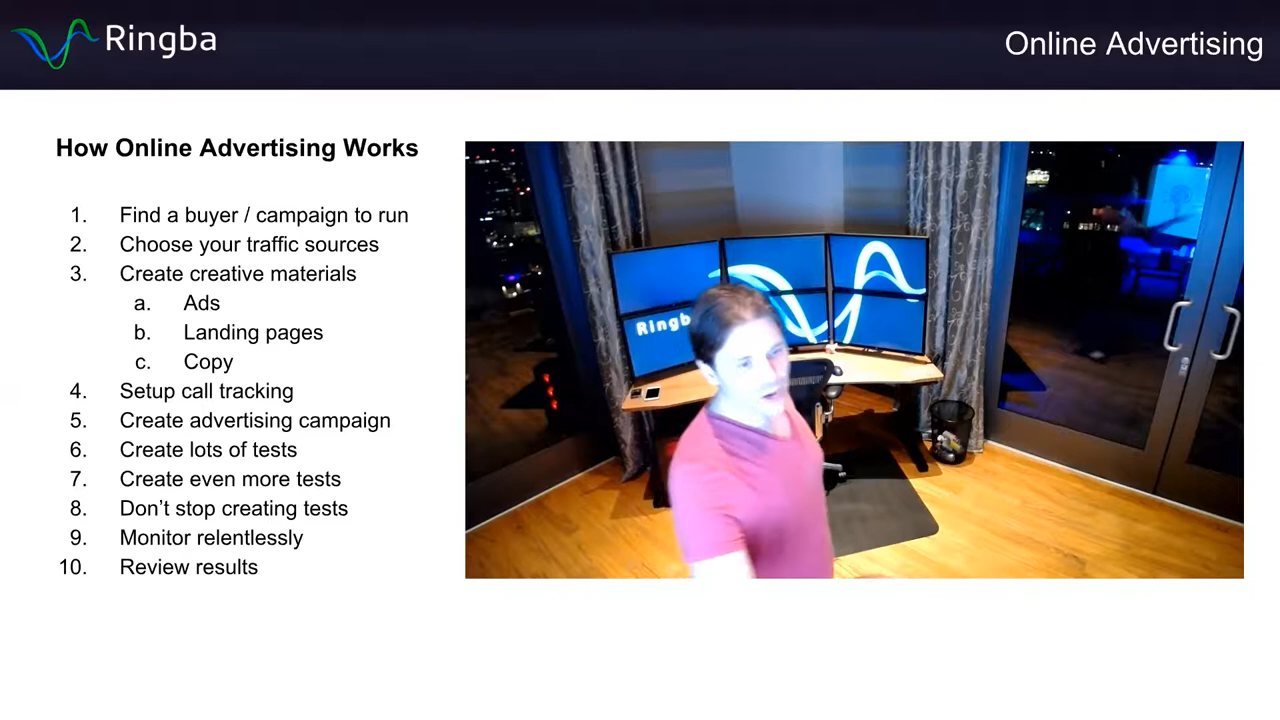 Ringba
Online Advertising
How Online Advertising Works
1. Find a buyer / campaign to run
2. Choose your traffic sources
3. Create creative materials
a. Ads
b. Landing pages
c. Copy
4. Setup call tracking
5. Create advertising campaign
6. Create lots of tests
7. Create even more tests
8. Don’t stop creating tests
9. Monitor relentlessly
10. Review results
Ringb